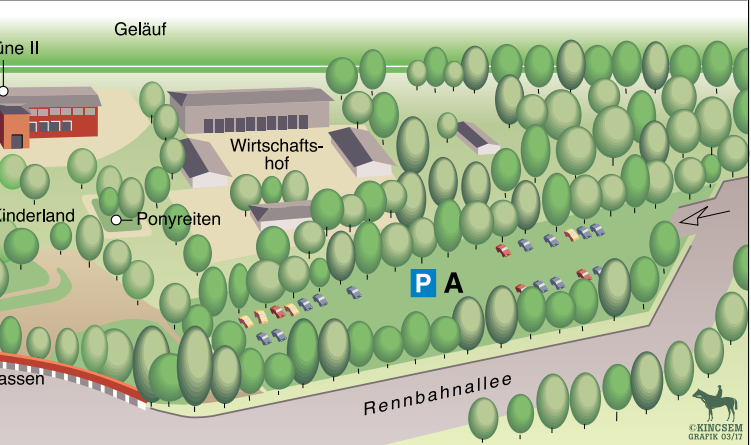 Geläuf
üne II
Wirtschafts-
hof
Kinderland
Ponyreiten
P A
assen
Rennbahnallee
©KINCSEM
GRAFIK 03/17